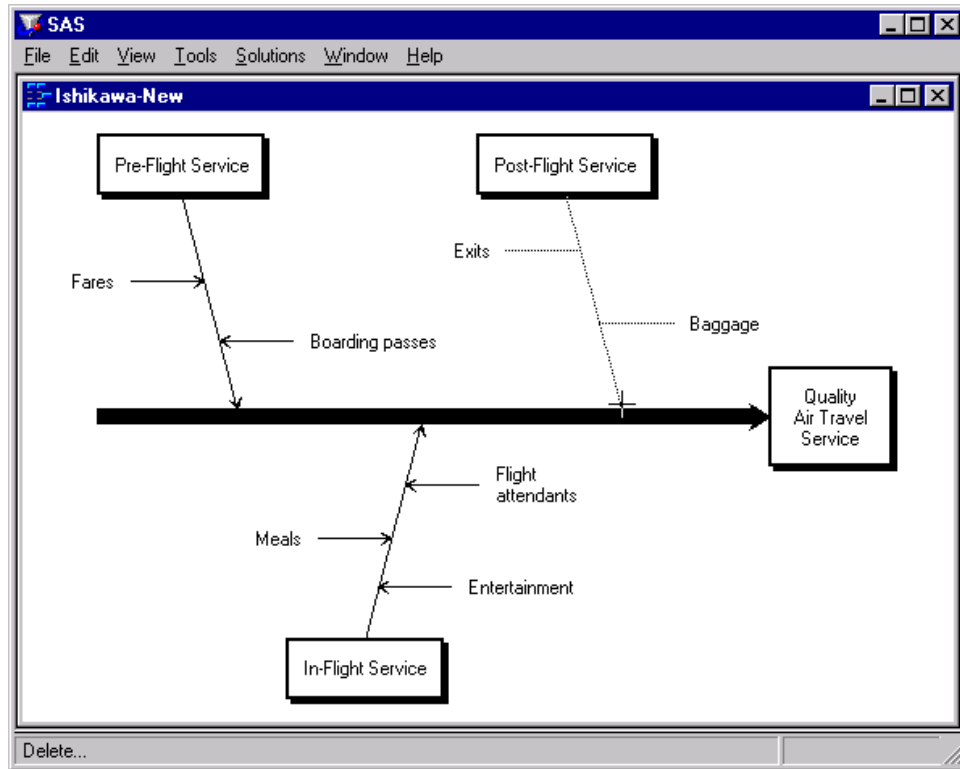 SAS
File Edit View Tools Solutions Window Help
Ishikawa-New
Pre-Flight Service
Post-Flight Service
Exits
Fares
Baggage
Boarding passes
Quality
Air Travel
Service
Flight
attendants
Meals
Entertainment
In-Flight Service
Delete...